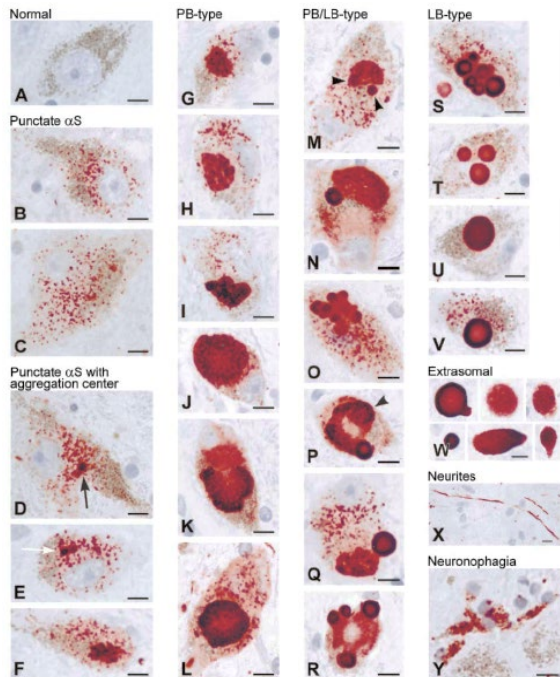 Normal
A
Punctate αS
B
C
Punctate αS with
aggregation center
D
E
F
PB-type
G
H
I
J
K
L
PB/LB-type
M
N
O
P
Q
R
LB-type
S
T
U
V
Extrasomal
W
Neurites
X
Neuronophagia
Y